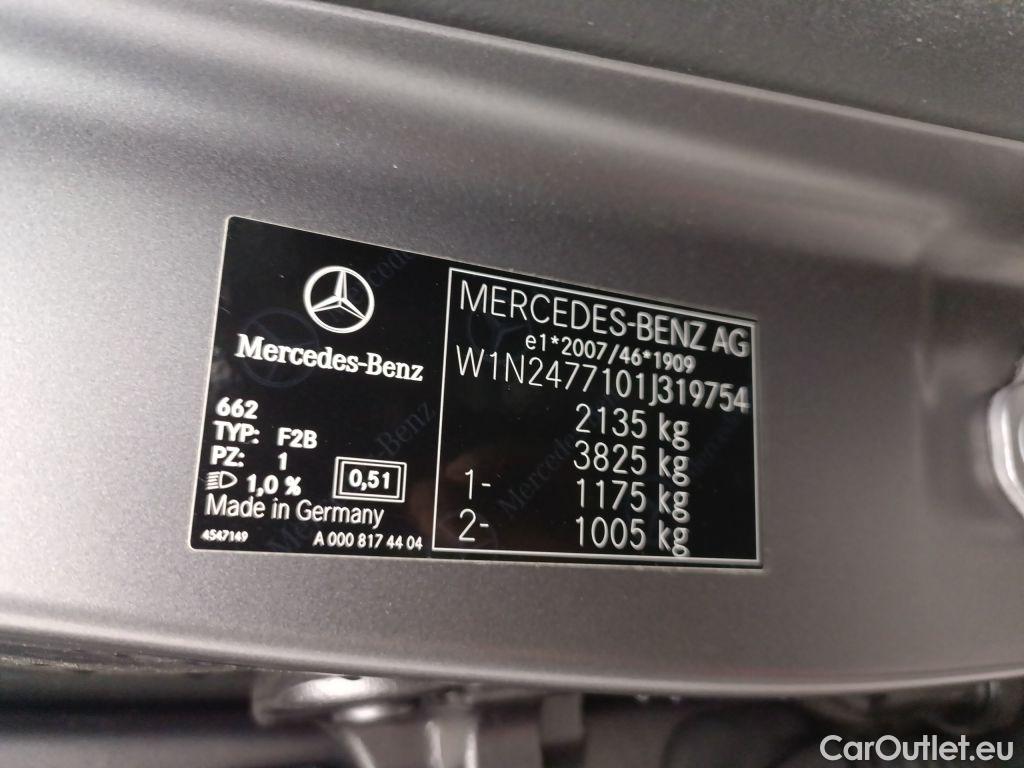 Mercedes-Benz
662
TYP: F2B
PZ: 1
1,0 %
0,51
Made in Germany
4547149
A 000 817 44 04
MERCEDES-BENZ AG
e1*2007/46*1909
W1N2477101J319754
2135 kg
3825 kg
1- 1175 kg
2- 1005 kg
CarOutlet.eu